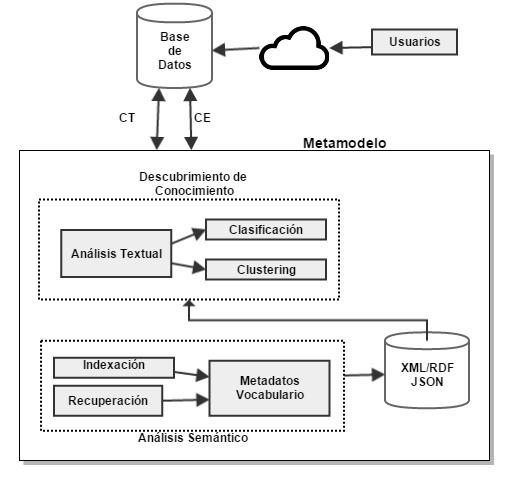 Base
de
Datos
Usuarios
CT
CE
Metamodelo
Descubrimiento de
Conocimiento
Análisis Textual
Clasificación
Clustering
Indexación
Recuperación
Metadatos
Vocabulario
XML/RDF
JSON
Análisis Semántico